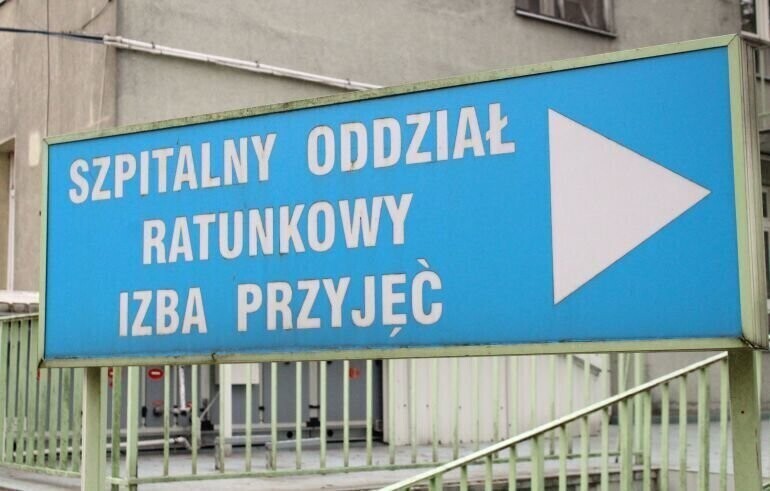 SZPITALNY ODDZIAŁ
RATUNKOWY
IZBA PRZYJĘĆ